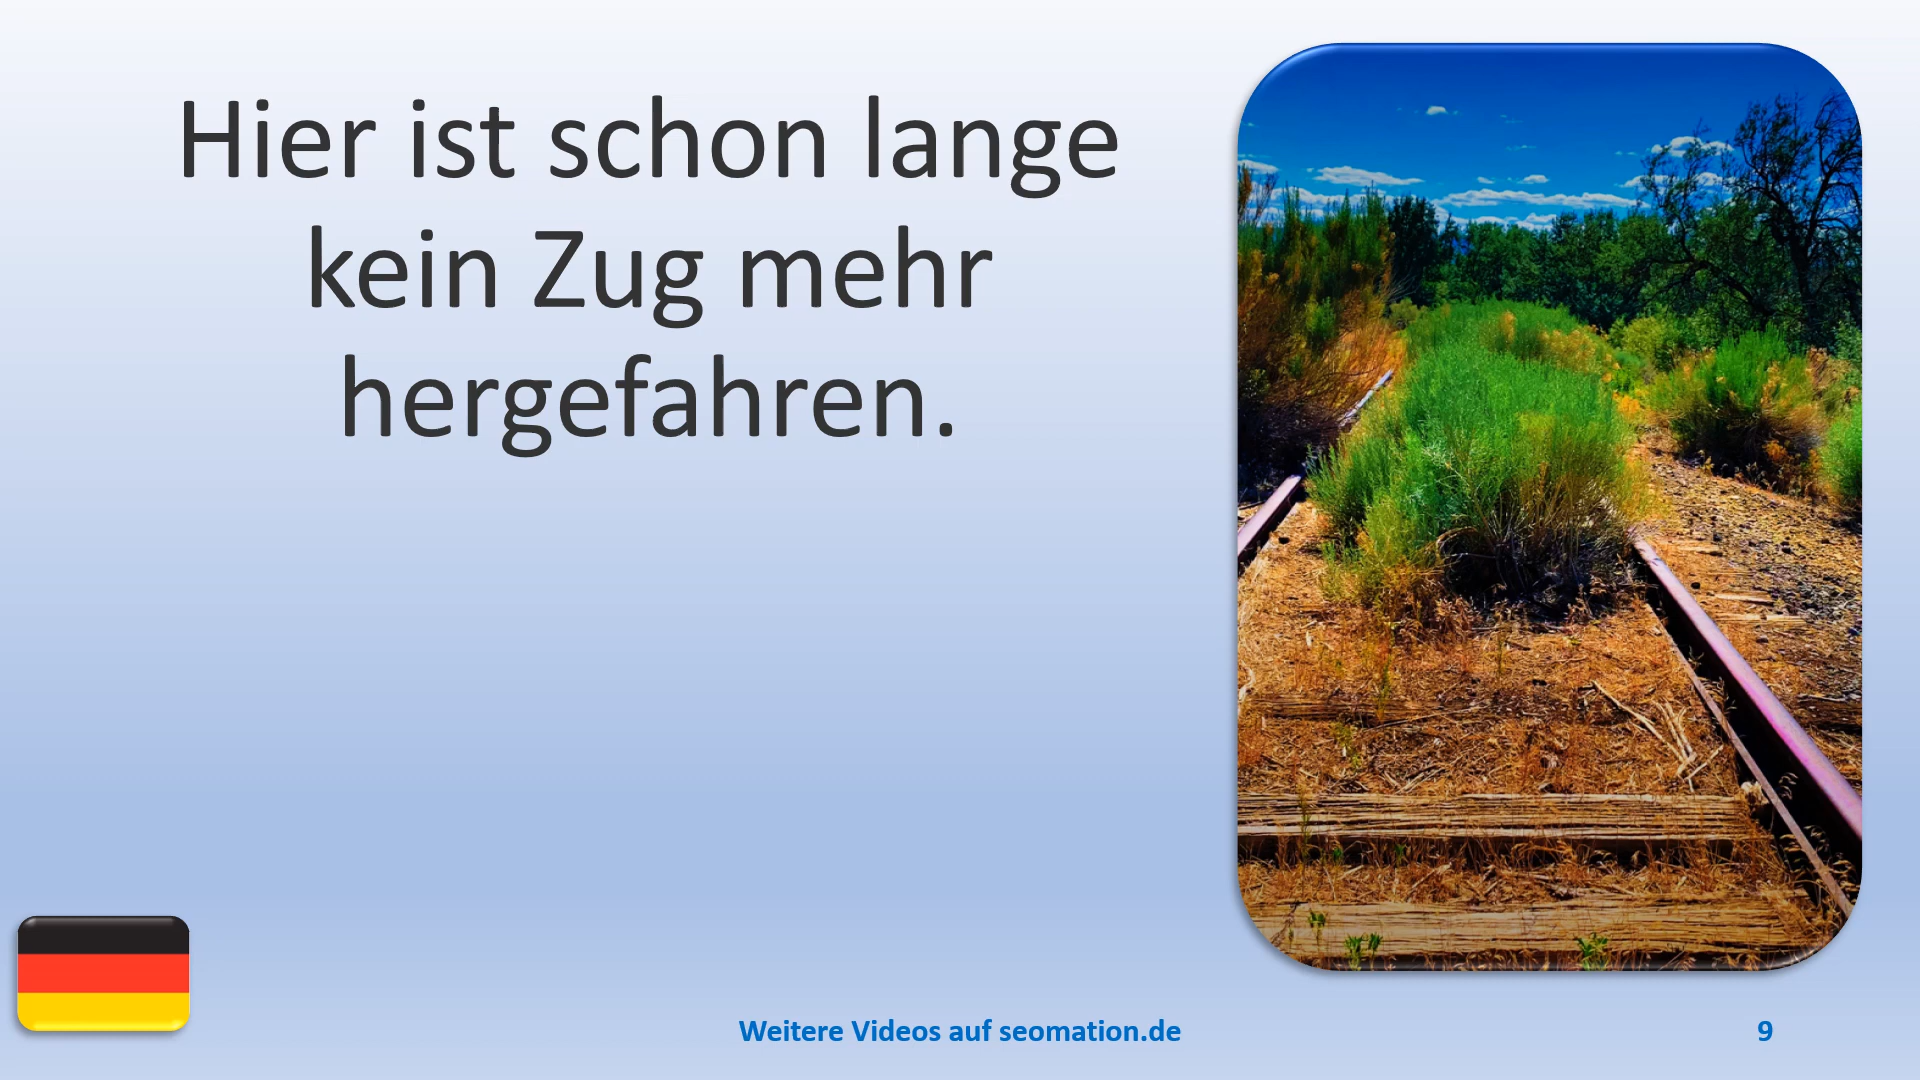 Hier ist schon lange
kein Zug mehr
hergefahren.
Weitere Videos auf seomation.de
9